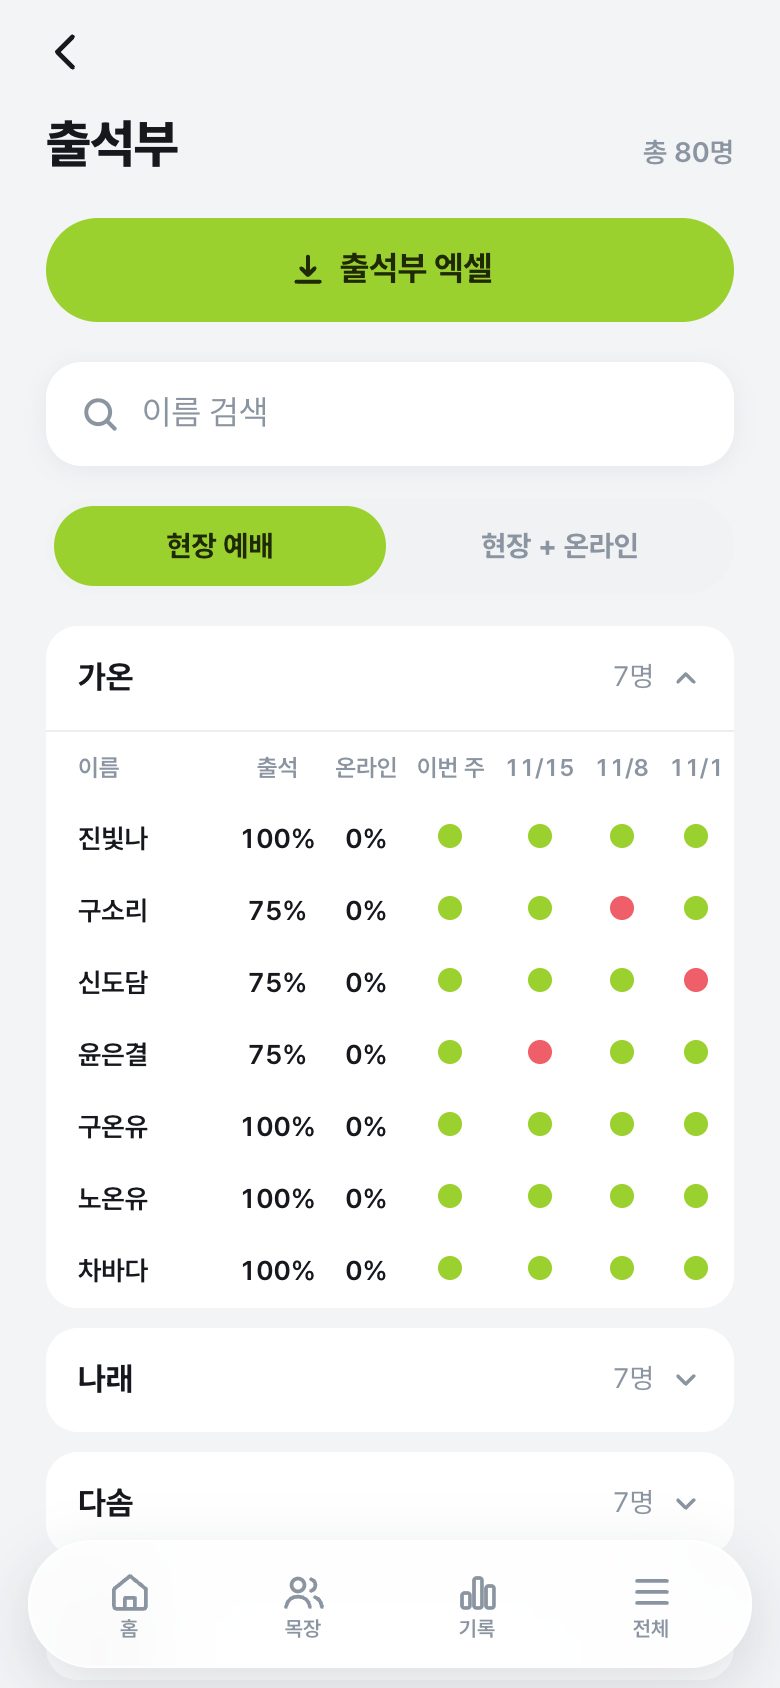 출석부
총 80명
출석부 엑셀
이름 검색
현장 예배 현장 + 온라인
가온 7명
이름 출석 온라인 이번 주 11/15 11/8 11/1
진빛나 100% 0%
구소리 75% 0%
신도담 75% 0%
윤은결 75% 0%
구온유 100% 0%
노온유 100% 0%
차바다 100% 0%
나래 7명
다솜 7명
홈 목장 기록 전체